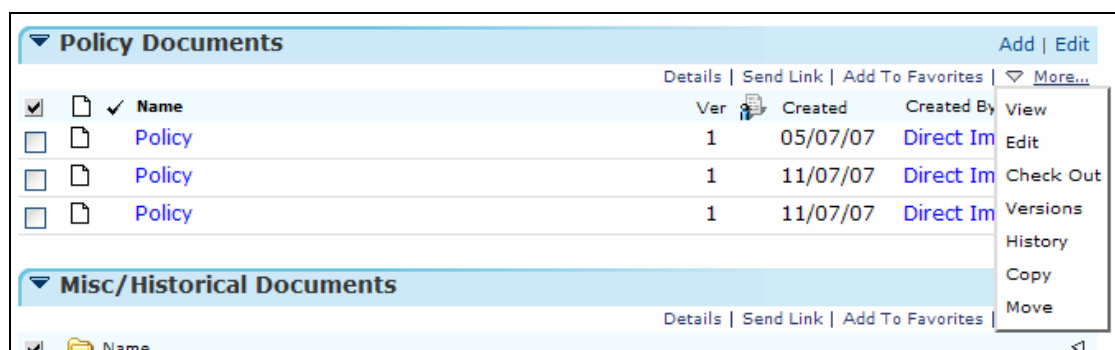 Policy Documents Add | Edit
Details | Send Link | Add To Favorites | More...
Name Ver Created Created By
Policy 1 05/07/07 Direct Im
Policy 1 11/07/07 Direct Im
Policy 1 11/07/07 Direct Im
View
Edit
Check Out
Versions
History
Copy
Move
Misc/Historical Documents
Details | Send Link | Add To Favorites |
Name